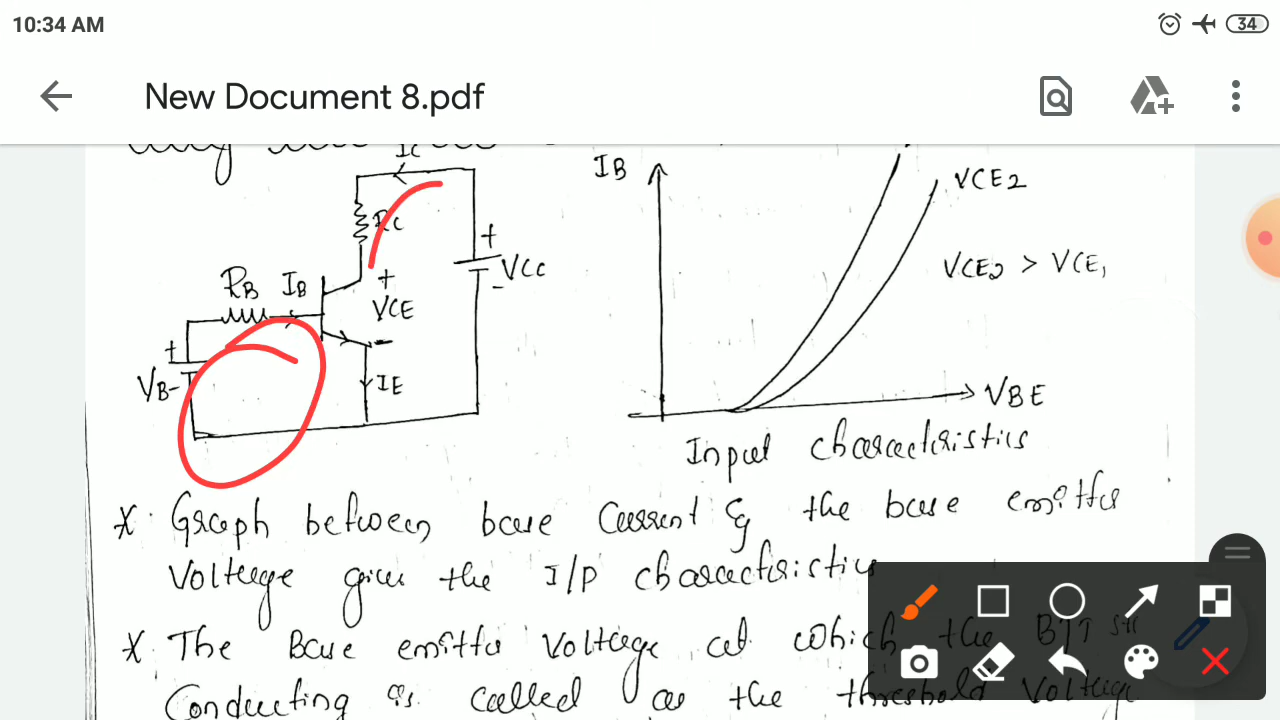 10:34 AM
34
New Document 8.pdf
IC
IB
VCE2
RC
+
VCC
-
VCE2 > VCE1
RB IB
+
VCE
-
+
VB -
IE
VBE
Input characteristics
* Graph between base current & the base emitter
Voltage gives the I/P characteristics
* The Base emitter Voltage at which the BJT
Conducting is called as the threshold Voltage